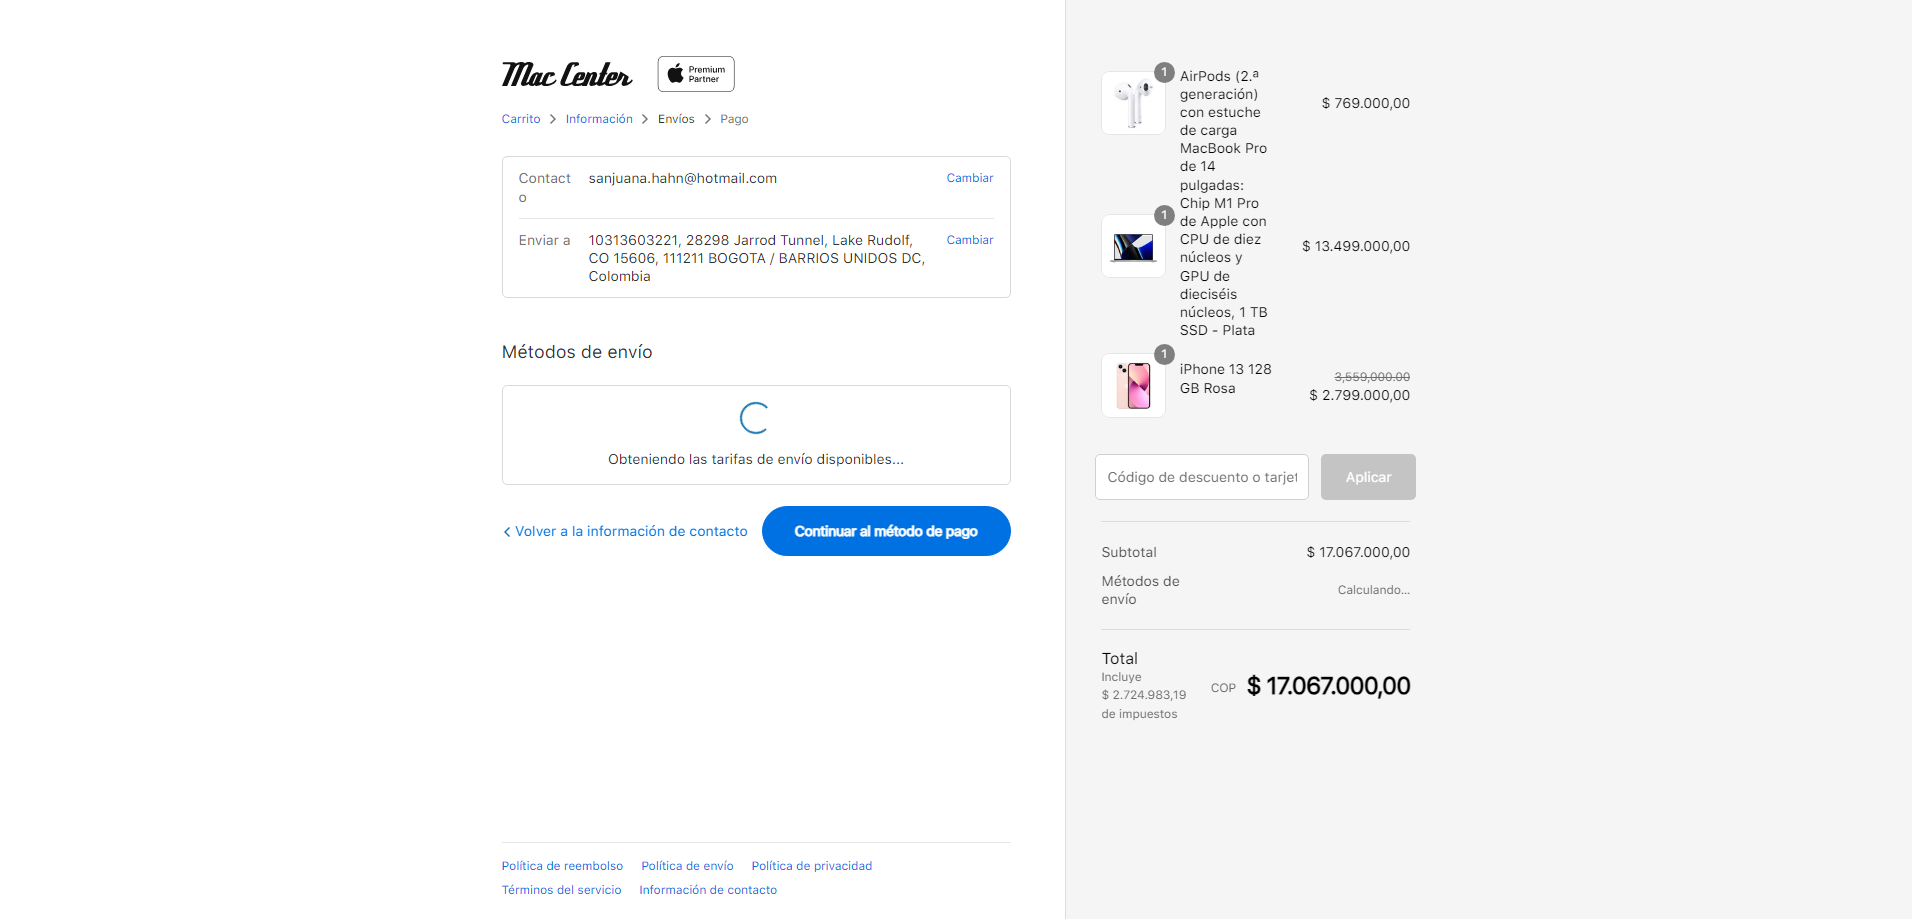 Mac Center
Premium
Partner
Carrito
Información
Envíos
Pago
Contact
o
sanjuana.hahn@hotmail.com
Cambiar
Enviar a
10313603221, 28298 Jarrod Tunnel, Lake Rudolf,
CO 15606, 111211 BOGOTA / BARRIOS UNIDOS DC,
Colombia
Cambiar
Métodos de envío
Obteniendo las tarifas de envío disponibles...
Volver a la información de contacto
Continuar al método de pago
Política de reembolso
Política de envío
Política de privacidad
Términos del servicio
Información de contacto
1
AirPods (2.ª
generación)
con estuche
de carga
$ 769.000,00
1
MacBook Pro
de 14
pulgadas:
Chip M1 Pro
de Apple con
CPU de diez
núcleos y
GPU de
dieciséis
núcleos, 1 TB
SSD - Plata
$ 13.499.000,00
1
iPhone 13 128
GB Rosa
3,559,000.00
$ 2.799.000,00
Código de descuento o tarjet
Aplicar
Subtotal
$ 17.067.000,00
Métodos de
envío
Calculando...
Total
Incluye
$ 2.724.983,19
de impuestos
COP $ 17.067.000,00